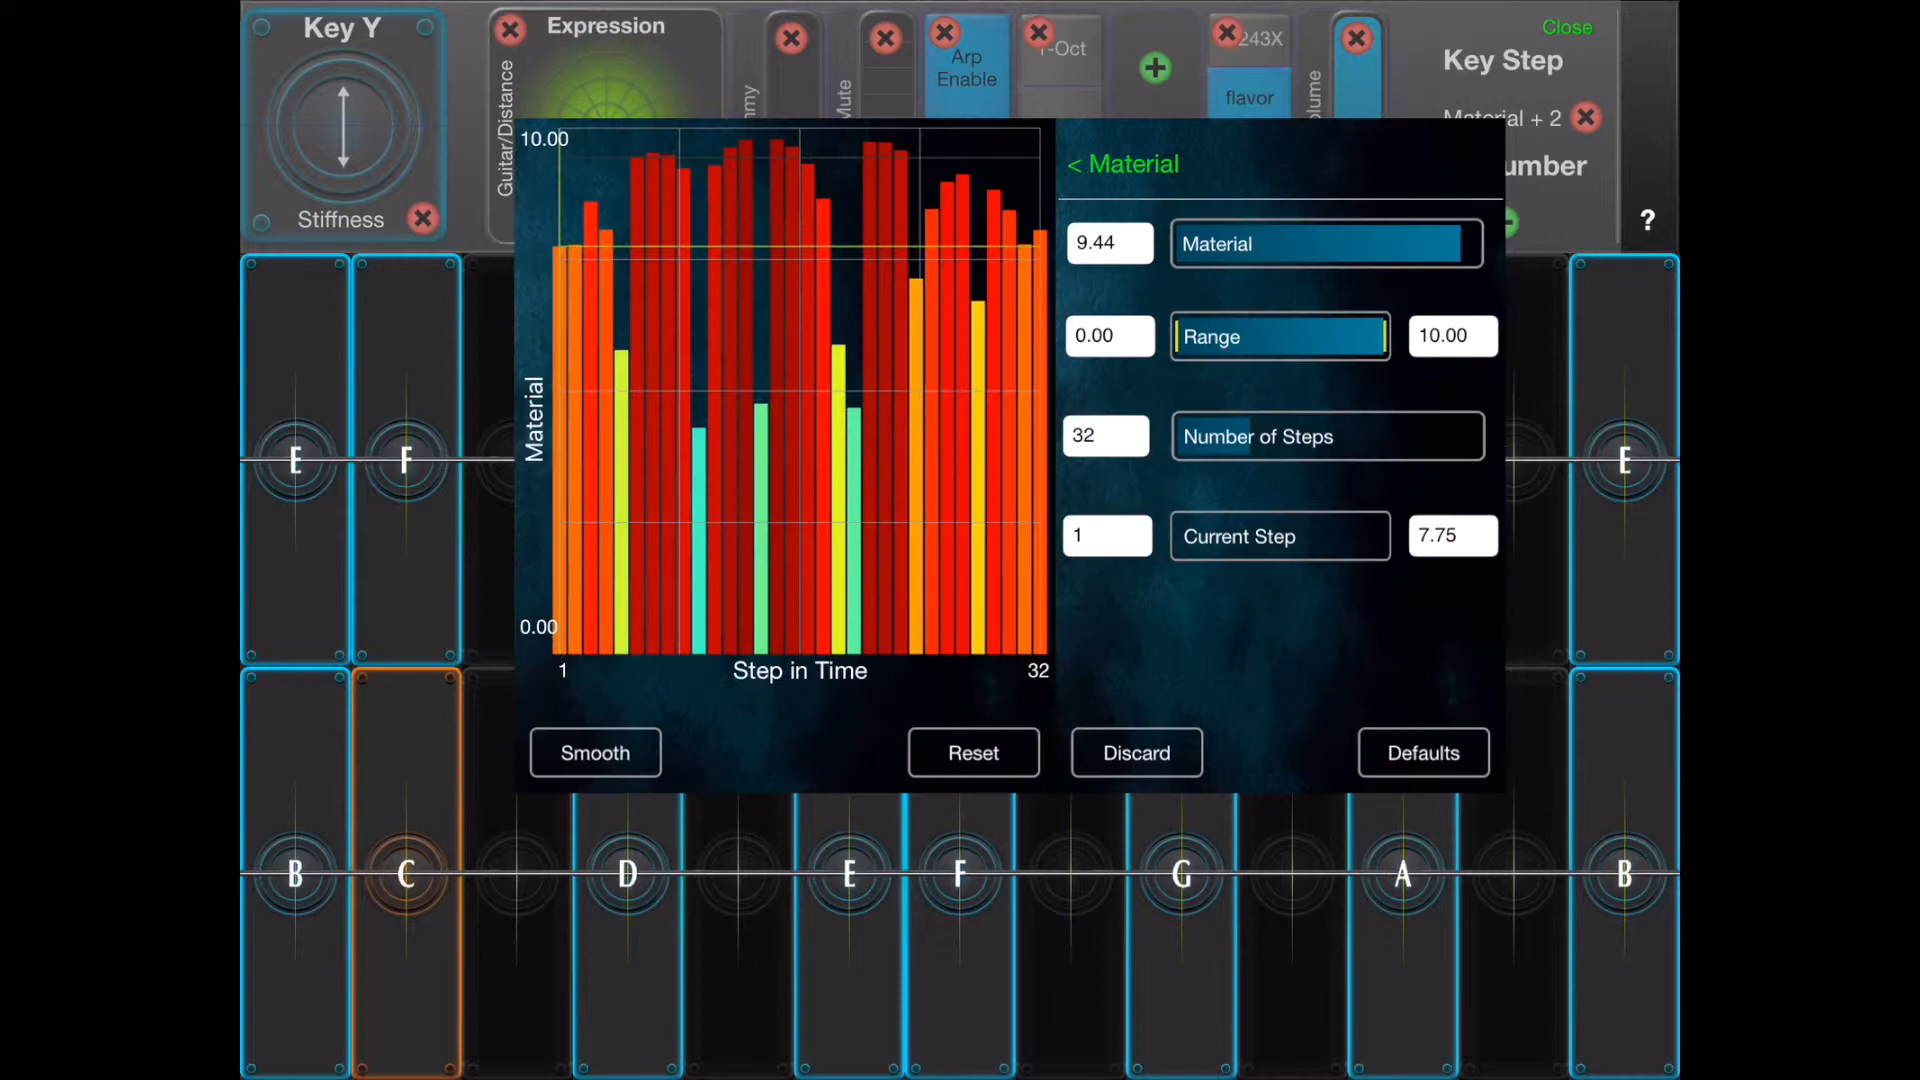 Key Y
Stiffness
Expression
Guitar/Distance
Mute
Arp
Enable
-Oct
243X
flavor
Close
Key Step
Material + 2
umber
?
10.00
Material
0.00
1
Step in Time
32
Smooth
Reset
< Material
9.44
Material
0.00
Range
10.00
32
Number of Steps
1
Current Step
7.75
Discard
Defaults
E
F
E
B
C
D
E
F
G
A
B